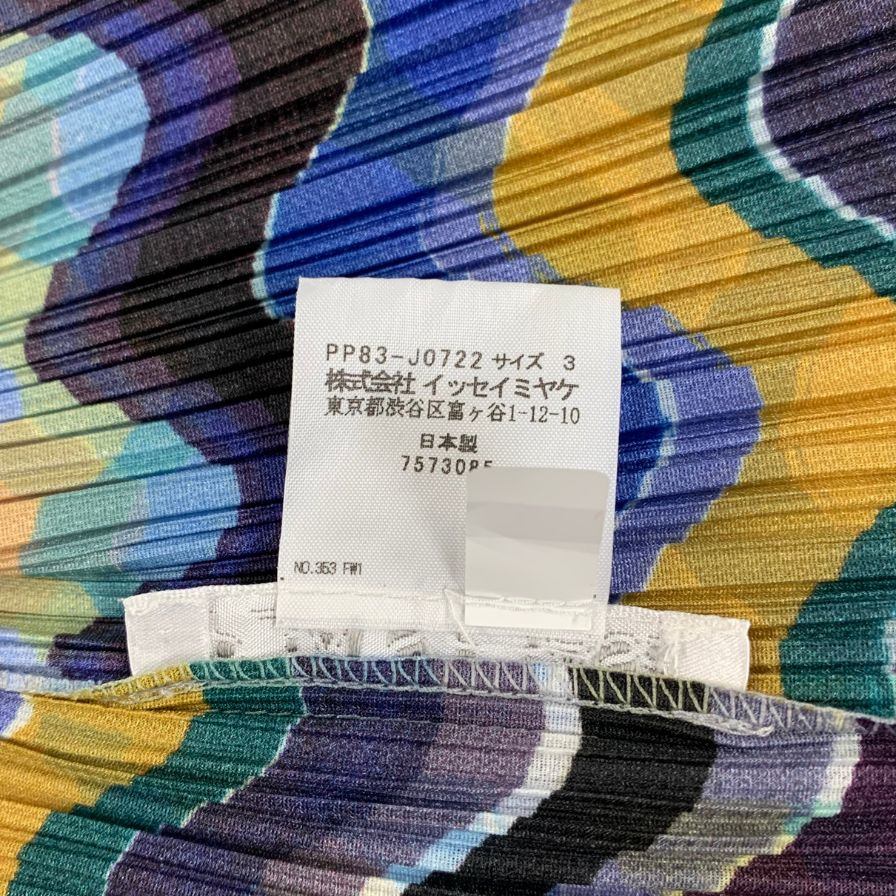 PP83-J0722 サイズ 3
株式会社 イッセイミヤケ
東京都渋谷区富ヶ谷1-12-10
日本製
7573085
NO.353 FW1